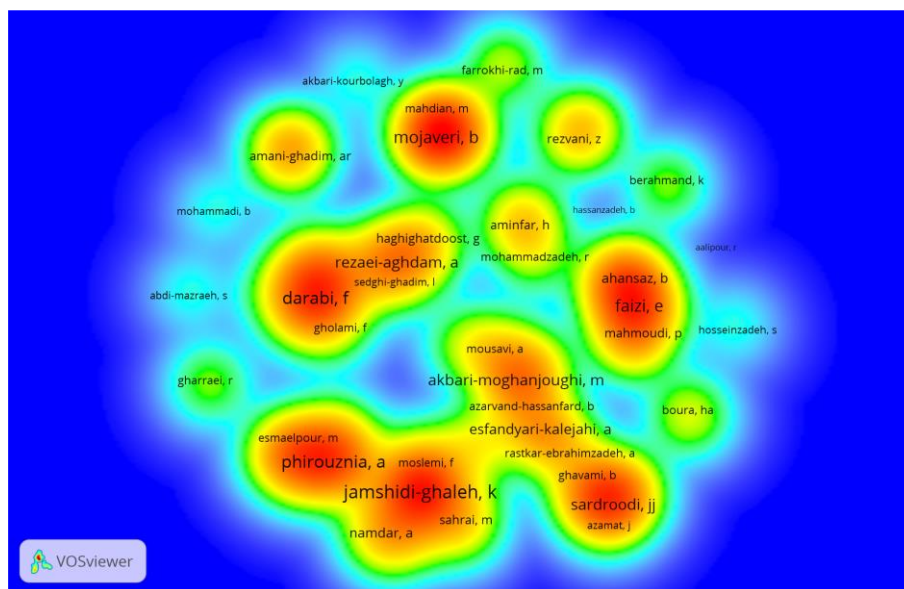 farrokhi-rad, m
akbari-kourbolagh, y
mahdian, m
mojaveri, b
rezvani, z
amani-ghadim, ar
berahmand, k
mohammadi, b
hassanzadeh, b
aminfar, h
haghighatdoost, g
aalipour, r
mohammadzadeh, r
rezaei-aghdam, a
sedghi-ghadim, l
ahansaz, b
abdi-mazraeh, s
darabi, f
faizi, e
gholami, f
mahmoudi, p
hosseinzadeh, s
mousavi, a
gharraei, r
akbari-moghanjoughi, m
azarvand-hassanfard, b
boura, ha
esfandyari-kalejahi, a
esmaelpour, m
rastkar-ebrahimzadeh, a
phirouznia, a
moslemi, f
ghavami, b
jamshidi-ghaleh, k
sardroodi, jj
sahrai, m
azamat, j
namdar, a
VOSviewer